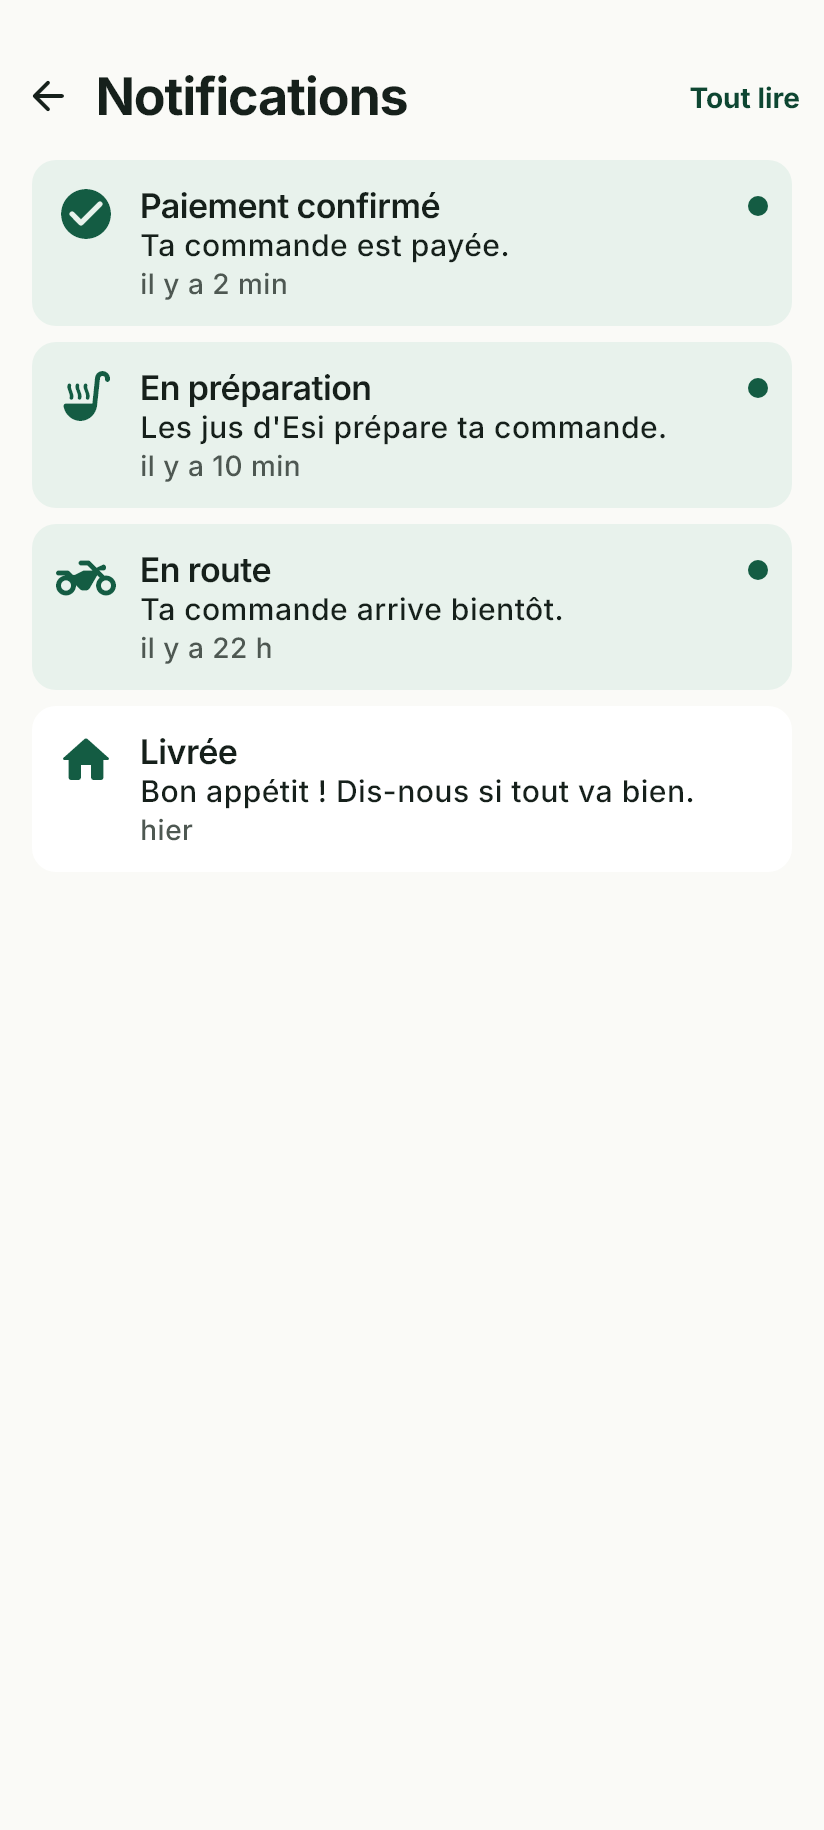 Notifications
Tout lire
Paiement confirmé
Ta commande est payée.
il y a 2 min
En préparation
Les jus d'Esi prépare ta commande.
il y a 10 min
En route
Ta commande arrive bientôt.
il y a 22 h
Livrée
Bon appétit ! Dis-nous si tout va bien.
hier